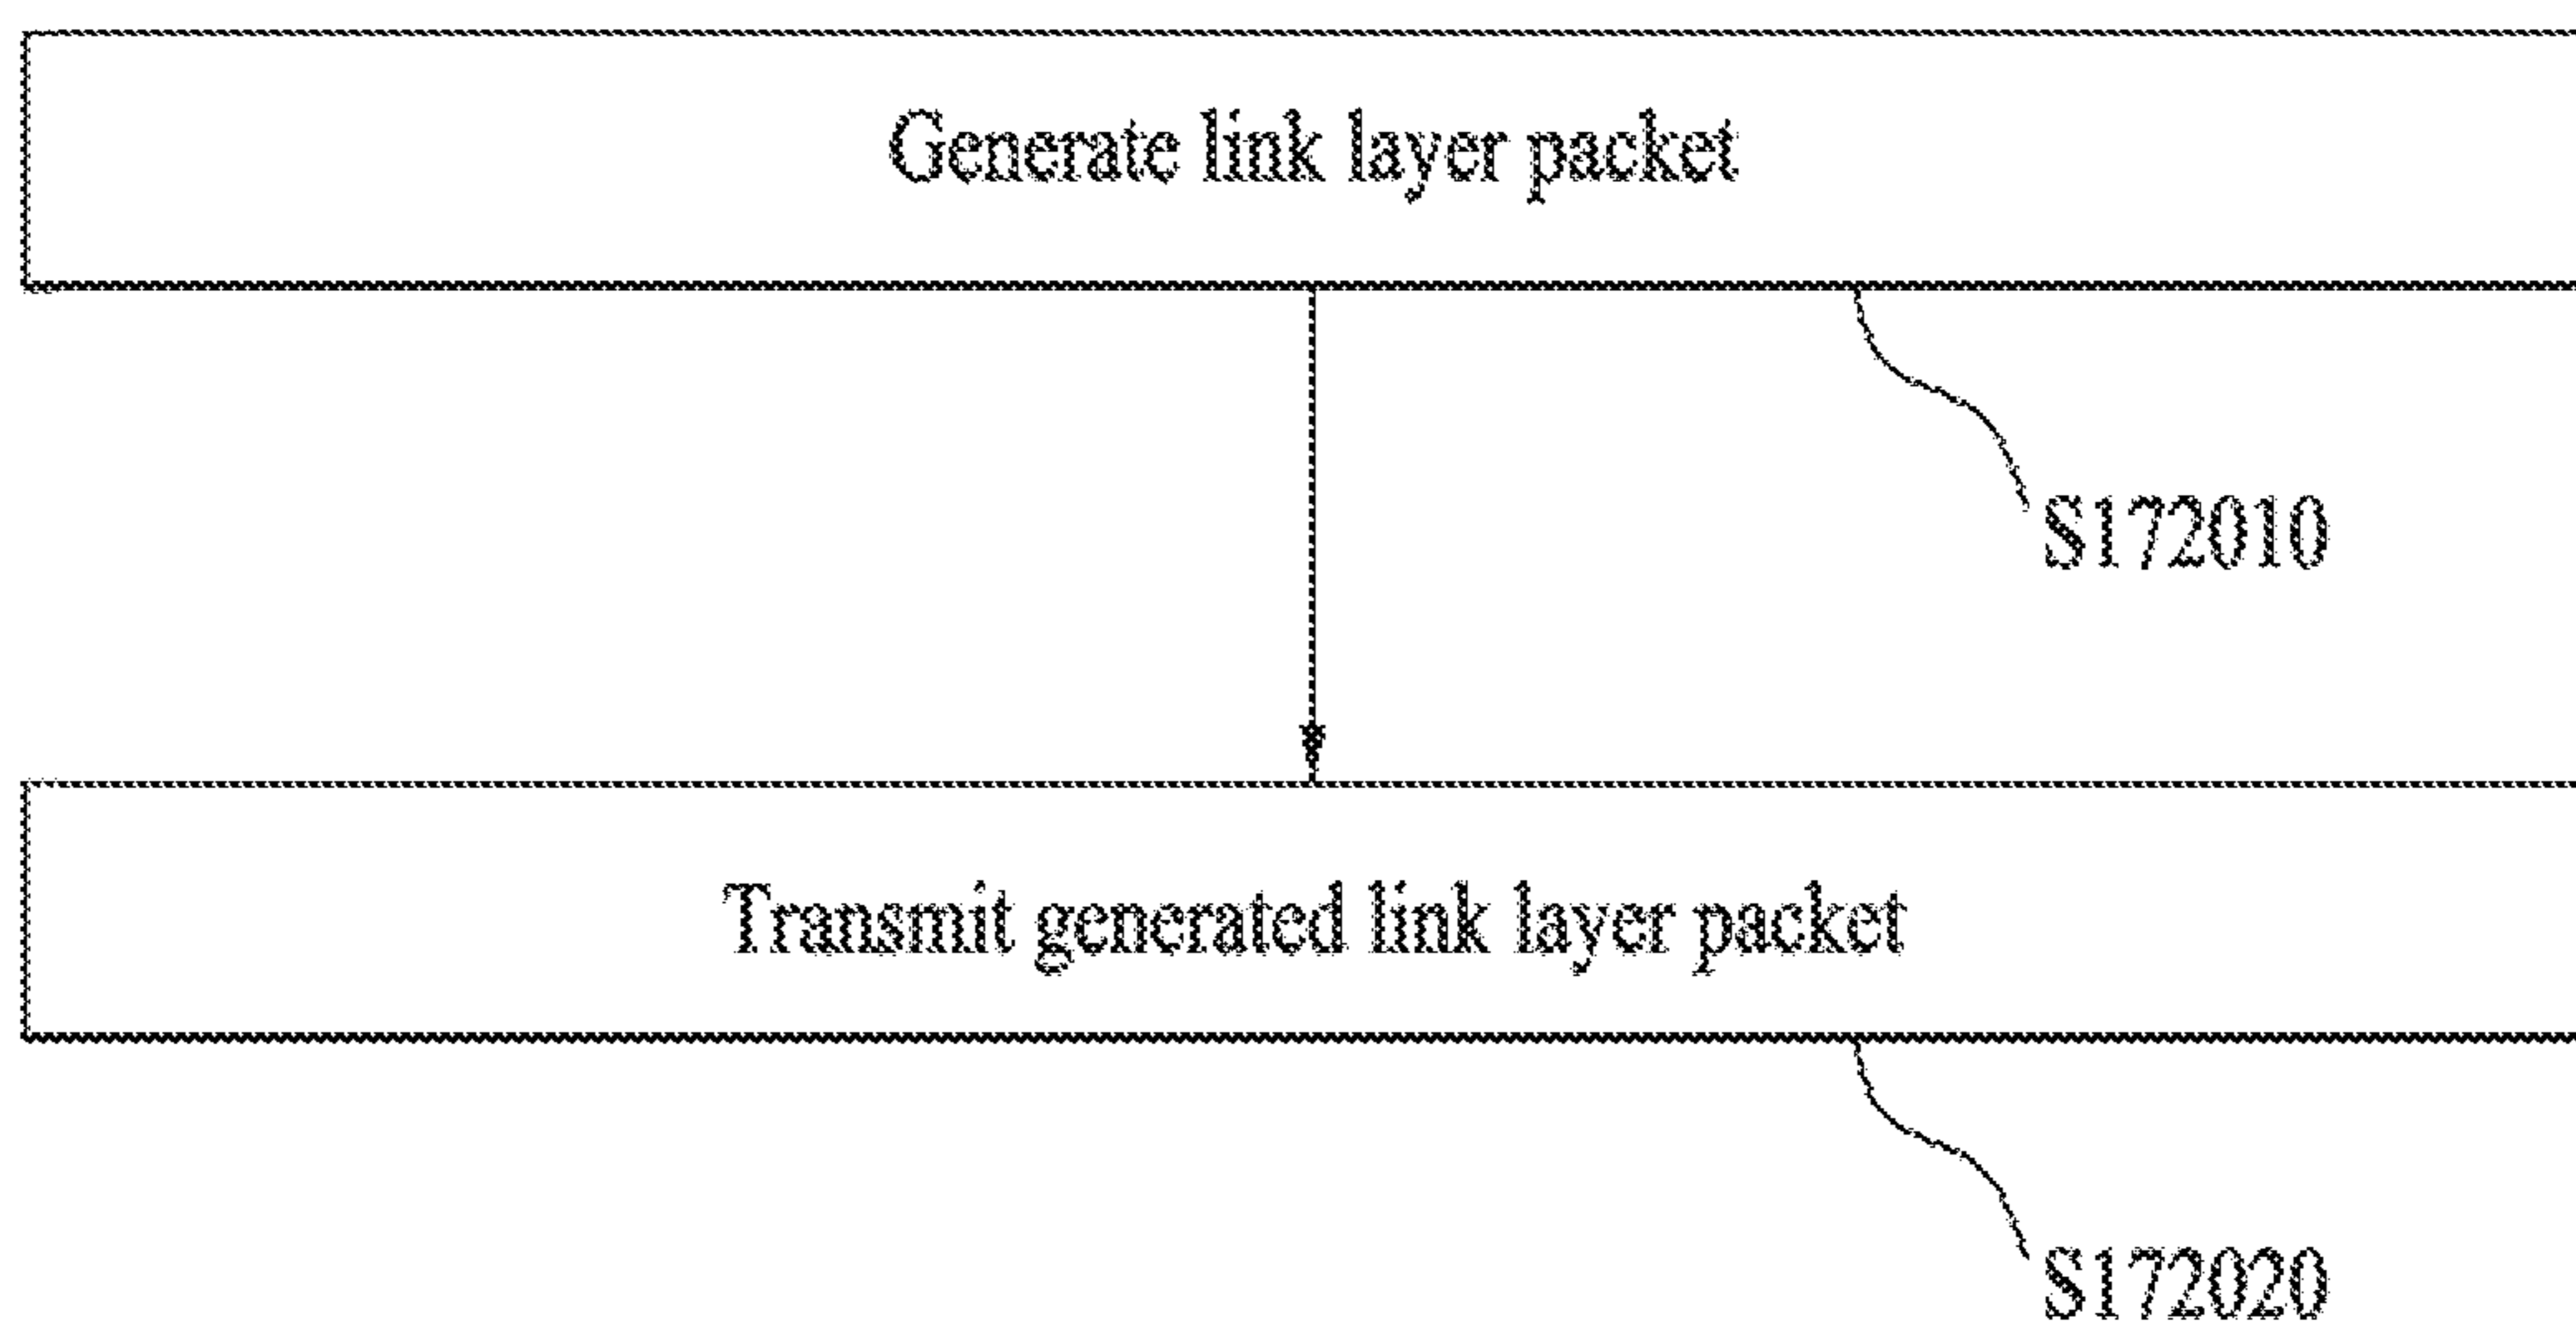 Generate link layer packet
S172010
Transmit generated link layer packet
S172020